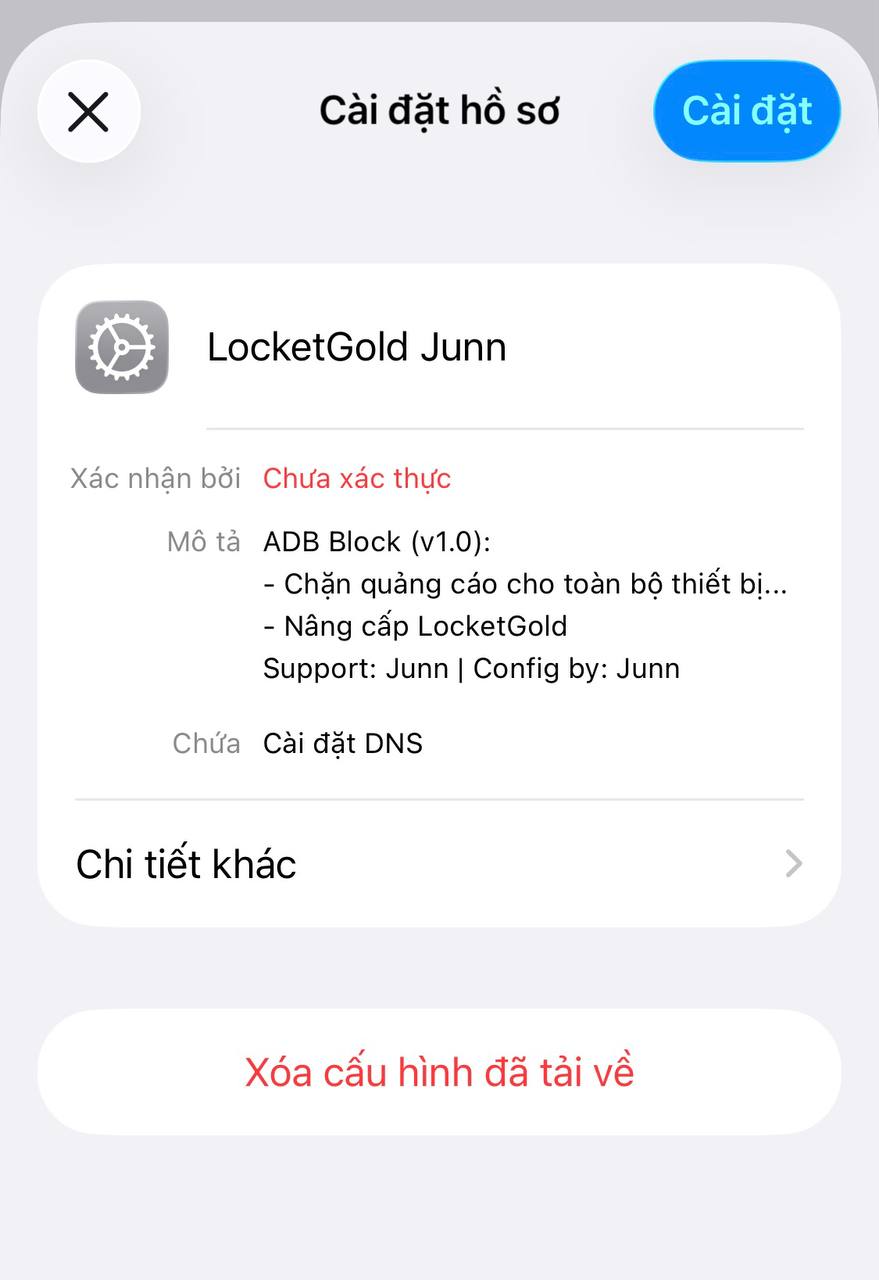 Cài đặt hồ sơ
Cài đặt
LocketGold Junn
Xác nhận bởi Chưa xác thực
Mô tả ADB Block (v1.0):
- Chặn quảng cáo cho toàn bộ thiết bị...
- Nâng cấp LocketGold
Support: Junn | Config by: Junn
Chứa Cài đặt DNS
Chi tiết khác
Xóa cấu hình đã tải về